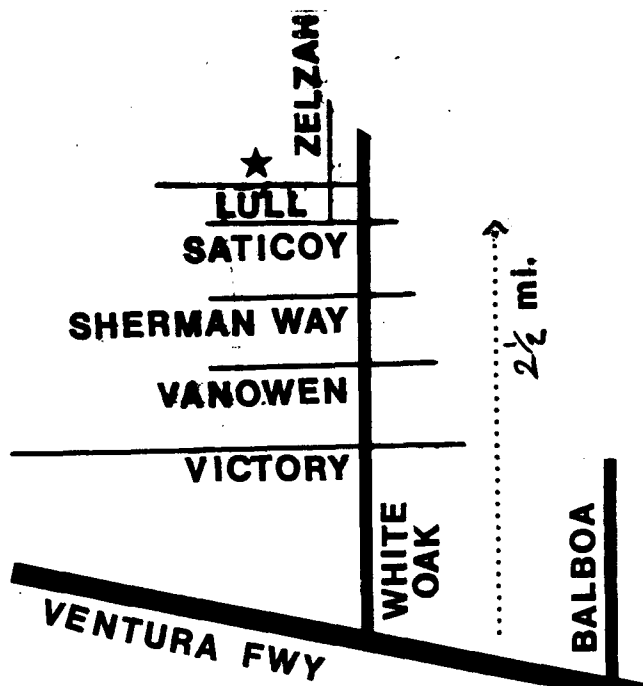 ZELZAH
LULL
SATICOY
SHERMAN WAY
VANOWEN
VICTORY
2½ mi.
WHITE
OAK
BALBOA
VENTURA FWY